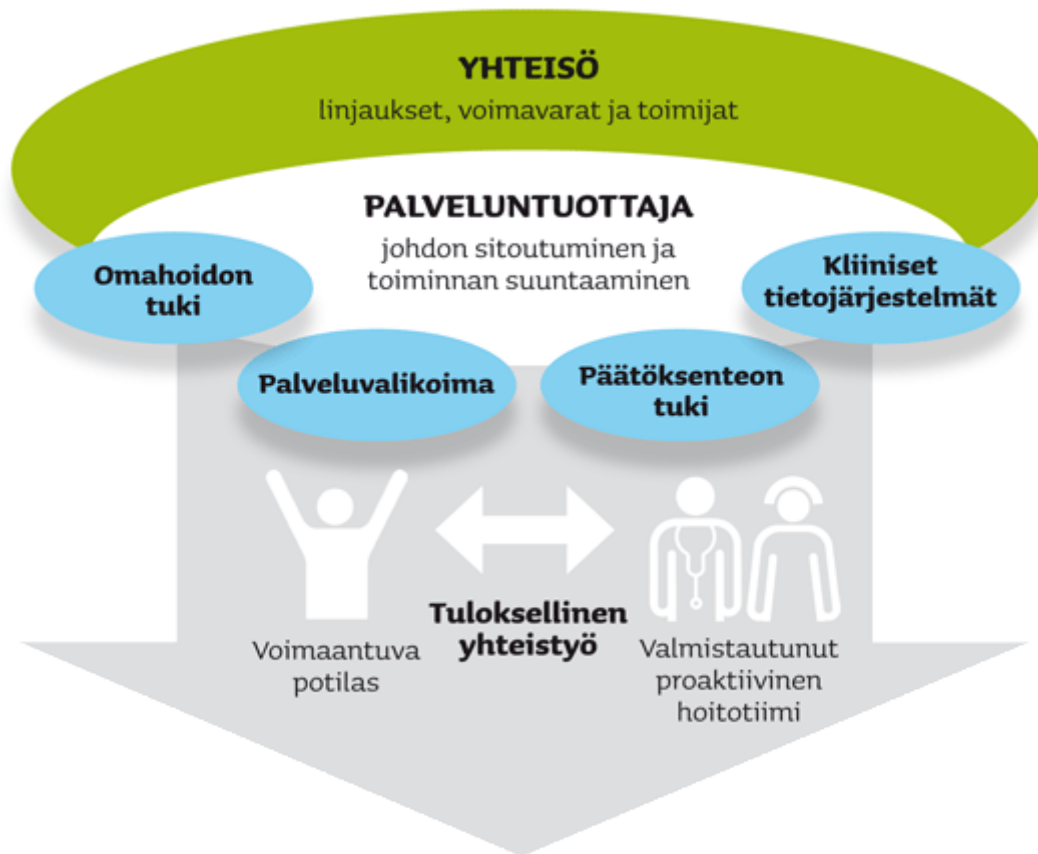 YHTEISÖ
linjaukset, voimavarat ja toimijat
PALVELUNTUOTTAJA
johdon sitoutuminen ja
toiminnan suuntaaminen
Omahoidon
tuki
Kliiniset
tietojärjestelmät
Palveluvalikoima
Päätöksenteon
tuki
Tuloksellinen
yhteistyö
Voimaantuva
potilas
Valmistautunut
proaktiivinen
hoitotiimi